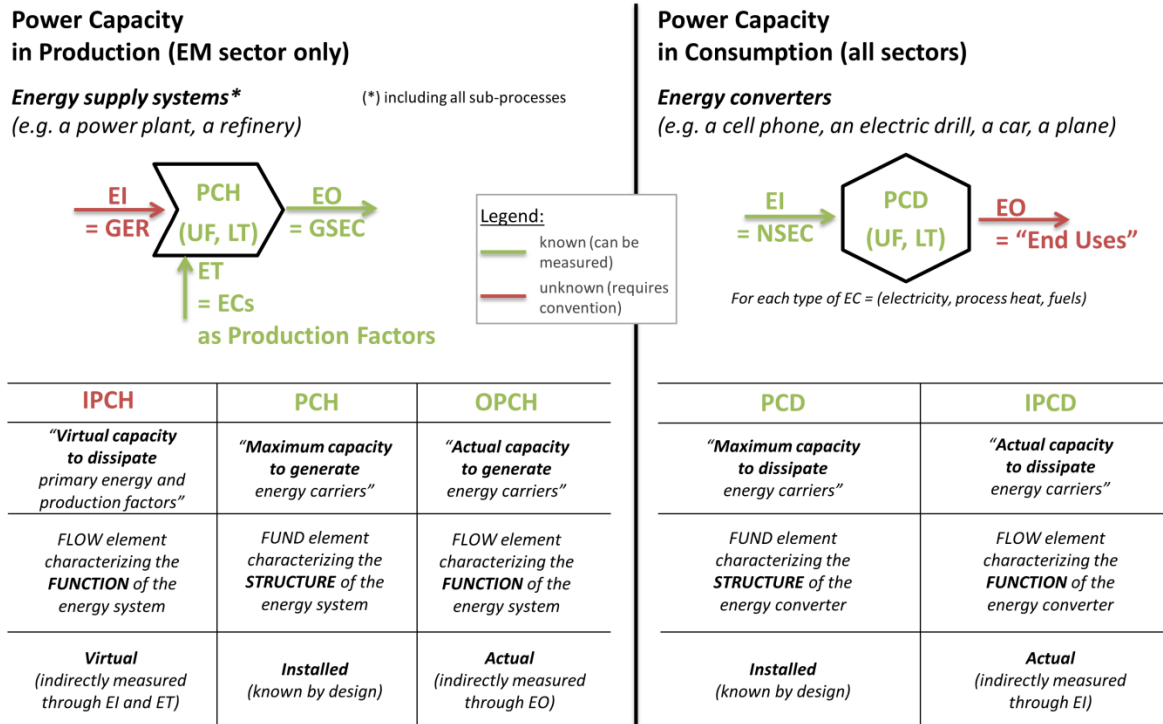 Power Capacity
in Production (EM sector only)
Energy supply systems*
(*) including all sub-processes
(e.g. a power plant, a refinery)
EI
= GER
PCH
(UF, LT)
EO
= GSEC
ET
= ECs
as Production Factors
Legend:
known (can be
measured)
unknown (requires
convention)
Power Capacity
in Consumption (all sectors)
Energy converters
(e.g. a cell phone, an electric drill, a car, a plane)
EI
= NSEC
PCD
(UF, LT)
EO
= “End Uses”
For each type of EC = (electricity, process heat, fuels)
IPCH
PCH
OPCH
“Virtual capacity
to dissipate
primary energy and
production factors”
“Maximum capacity
to generate
energy carriers”
“Actual capacity
to generate
energy carriers”
FLOW element
characterizing the
FUNCTION of the
energy system
FUND element
characterizing the
STRUCTURE of the
energy system
FLOW element
characterizing the
FUNCTION of the
energy system
Virtual
(indirectly measured
through EI and ET)
Installed
(known by design)
Actual
(indirectly measured
through EO)
PCD
IPCD
“Maximum capacity
to dissipate
energy carriers”
“Actual capacity
to dissipate
energy carriers”
FUND element
characterizing the
STRUCTURE of the
energy converter
FLOW element
characterizing the
FUNCTION of the
energy converter
Installed
(known by design)
Actual
(indirectly measured
through EI)